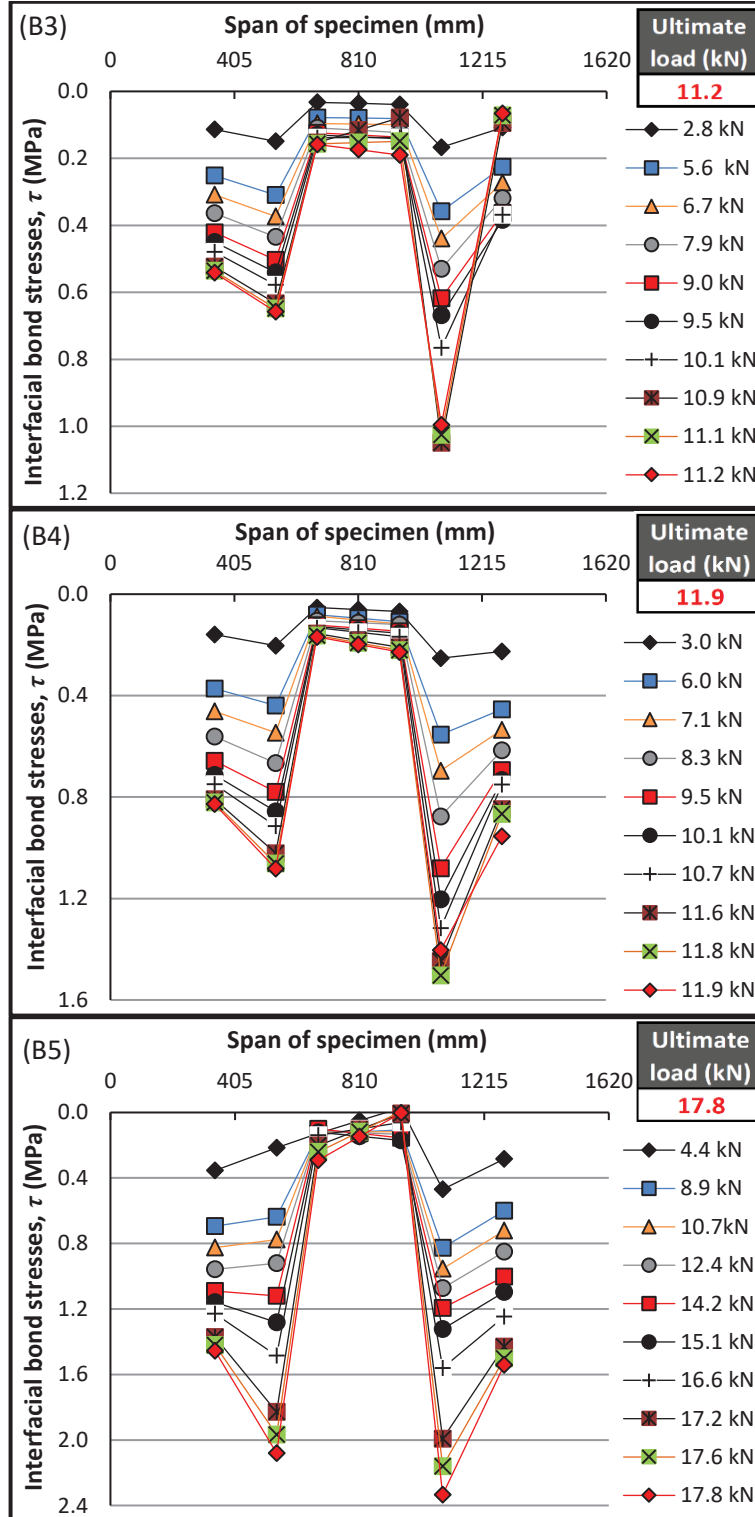 (B3)
Span of specimen (mm)
Ultimate load (kN)
11.2
0 405 810 1215 1620
Interfacial bond stresses, τ (MPa)
0.0
0.2
0.4
0.6
0.8
1.0
1.2
2.8 kN
5.6 kN
6.7 kN
7.9 kN
9.0 kN
9.5 kN
10.1 kN
10.9 kN
11.1 kN
11.2 kN
(B4)
Span of specimen (mm)
Ultimate load (kN)
11.9
0 405 810 1215 1620
Interfacial bond stresses, τ (MPa)
0.0
0.4
0.8
1.2
1.6
3.0 kN
6.0 kN
7.1 kN
8.3 kN
9.5 kN
10.1 kN
10.7 kN
11.6 kN
11.8 kN
11.9 kN
(B5)
Span of specimen (mm)
Ultimate load (kN)
17.8
0 405 810 1215 1620
Interfacial bond stresses, τ (MPa)
0.0
0.4
0.8
1.2
1.6
2.0
2.4
4.4 kN
8.9 kN
10.7kN
12.4 kN
14.2 kN
15.1 kN
16.6 kN
17.2 kN
17.6 kN
17.8 kN